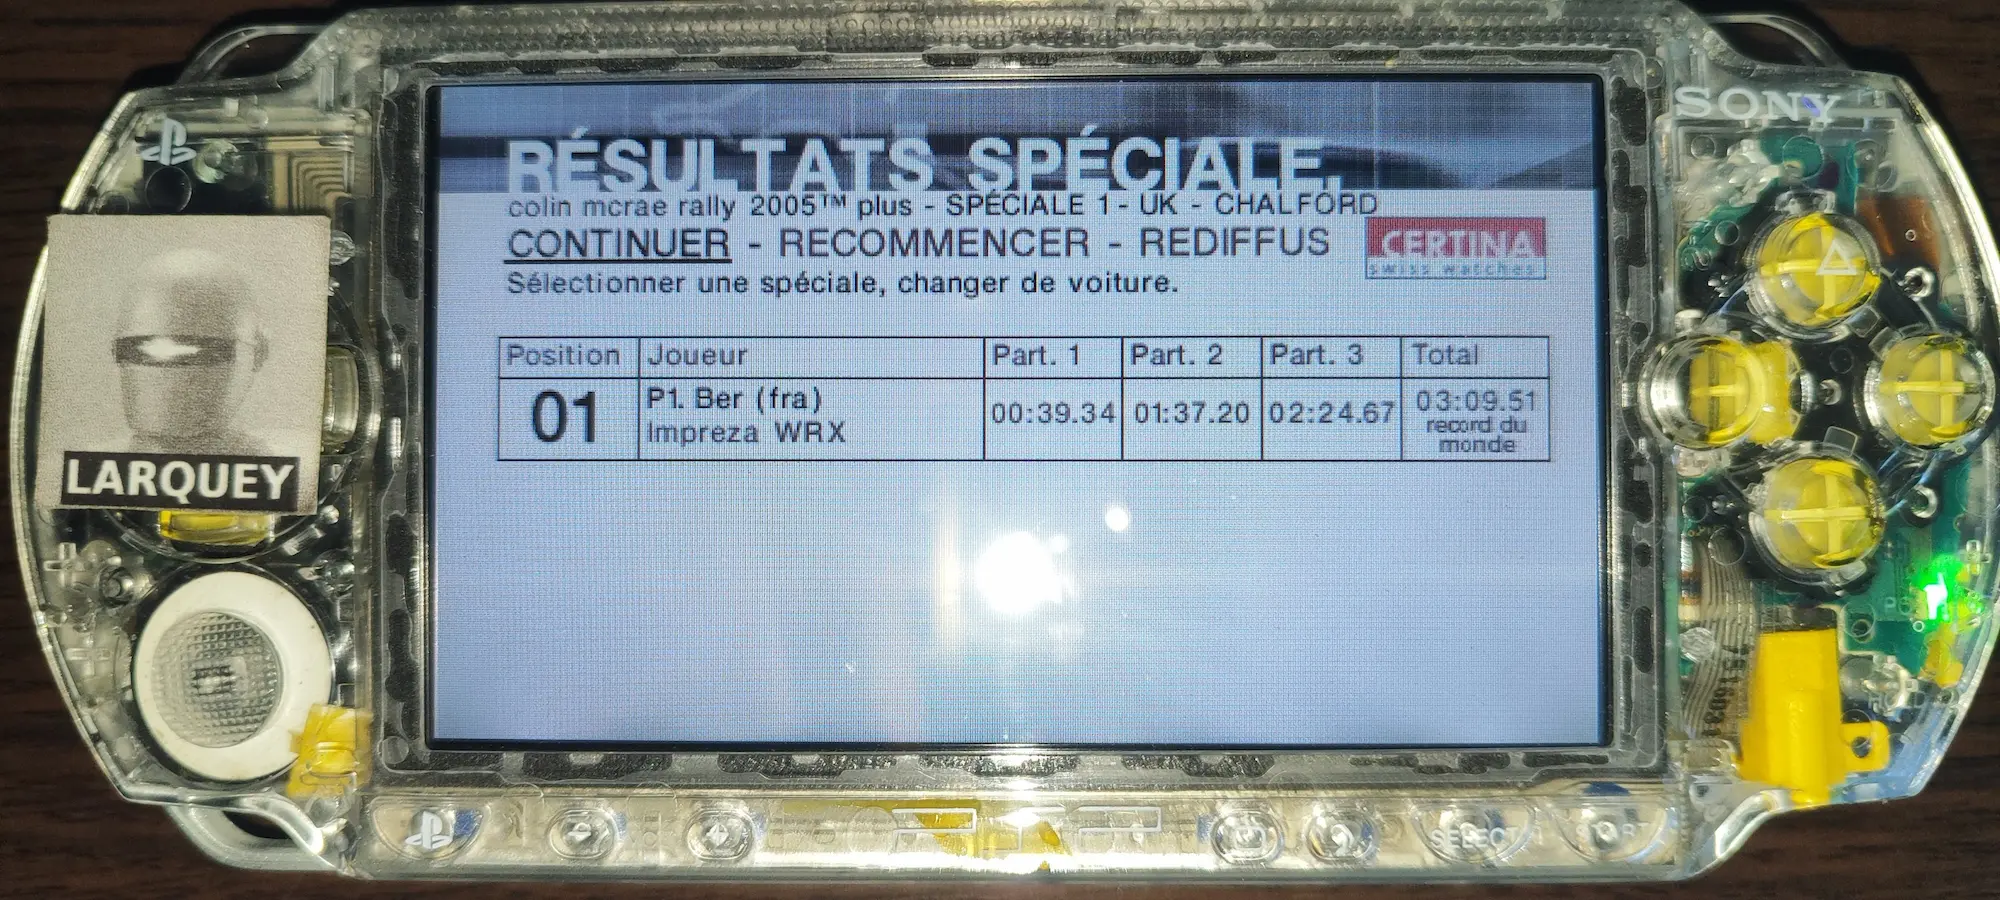 SONY
RÉSULTATS SPÉCIALE.
colin mcrae rally 2005™ plus - SPÉCIALE 1 - UK - CHALFORD
CONTINUER - RECOMMENCER - REDIFFUS
CERTINA
swiss watches
Sélectionner une spéciale, changer de voiture.
Position Joueur Part. 1 Part. 2 Part. 3 Total
01 P1. Ber (fra) 00:39.34 01:37.20 02:24.67 03:09.51
Impreza WRX record du
monde
LARQUEY
SELECT START